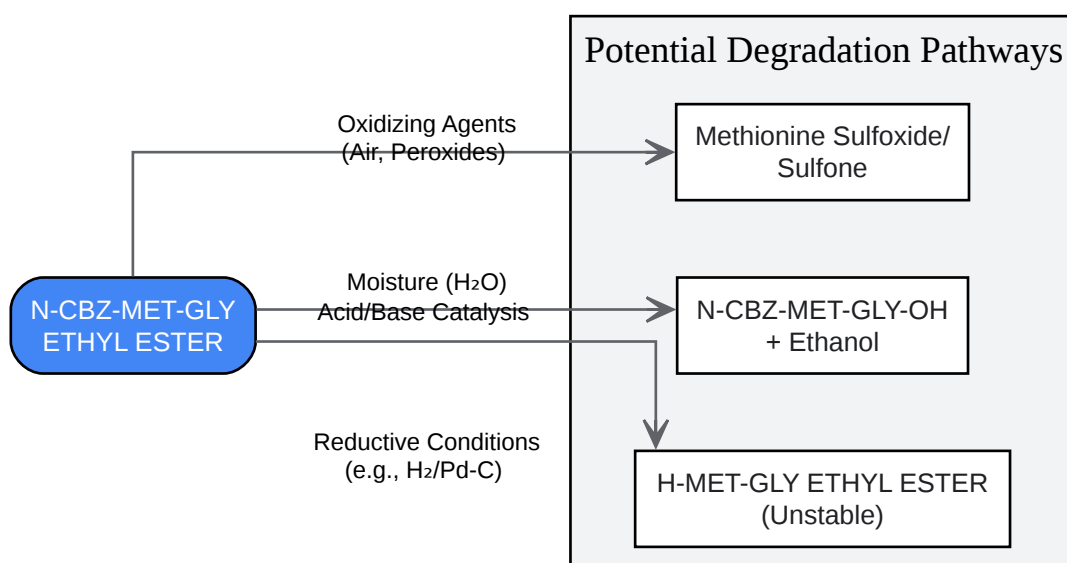 Potential Degradation Pathways
Oxidizing Agents
(Air, Peroxides)
Methionine Sulfoxide/
Sulfone
N-CBZ-MET-GLY
ETHYL ESTER
Moisture (H₂O)
Acid/Base Catalysis
N-CBZ-MET-GLY-OH
+ Ethanol
Reductive Conditions
(e.g., H₂/Pd-C)
H-MET-GLY ETHYL ESTER
(Unstable)